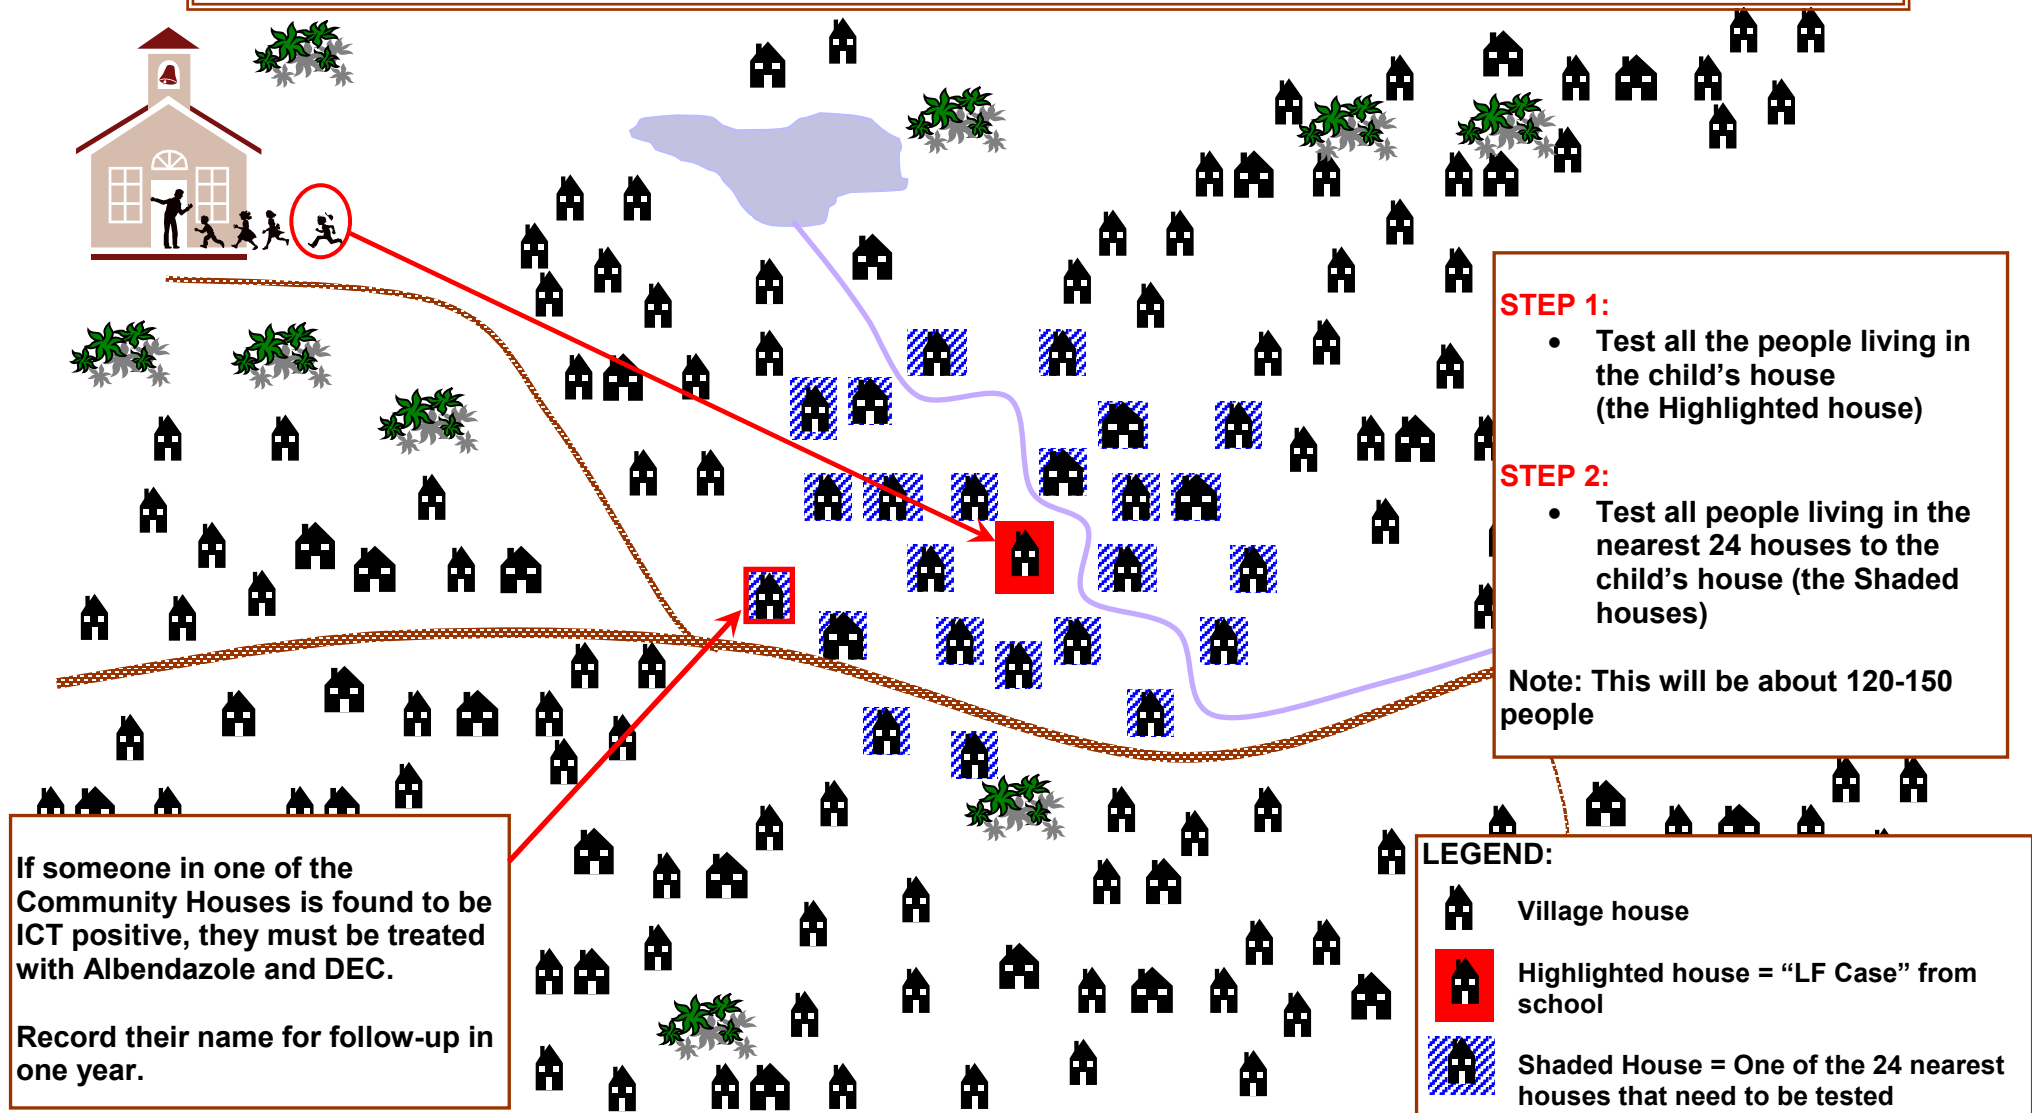 STEP 1:
• Test all the people living in
the child’s house
(the Highlighted house)
STEP 2:
• Test all people living in the
nearest 24 houses to the
child’s house (the Shaded
houses)
Note: This will be about 120-150
people
If someone in one of the
Community Houses is found to be
ICT positive, they must be treated
with Albendazole and DEC.
Record their name for follow-up in
one year.
LEGEND:
Village house
Highlighted house = “LF Case” from
school
Shaded House = One of the 24 nearest
houses that need to be tested